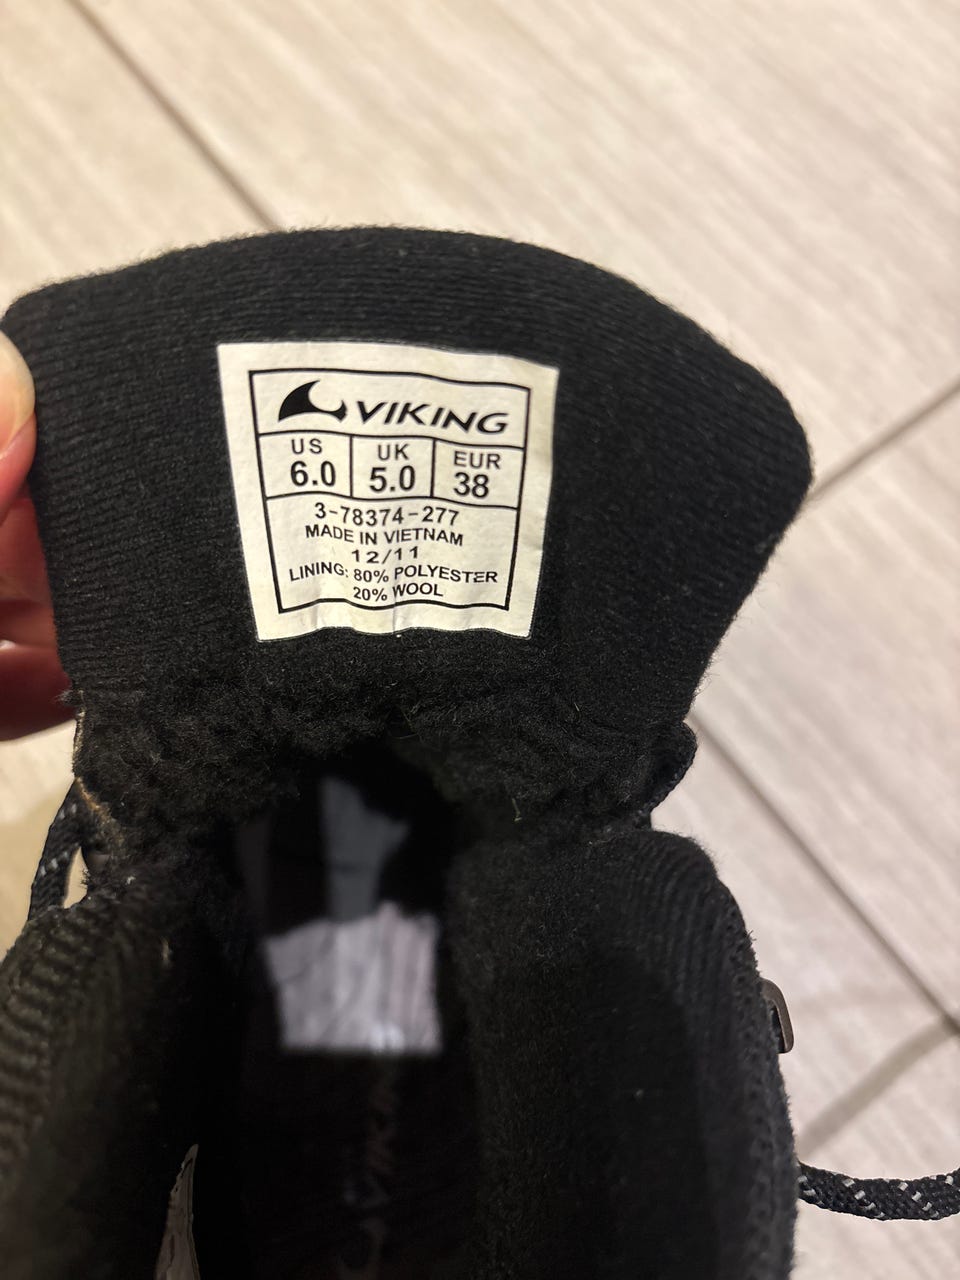 VIKING
US UK EUR
6.0 5.0 38
3-78374-277
MADE IN VIETNAM
12/11
LINING: 80% POLYESTER
20% WOOL